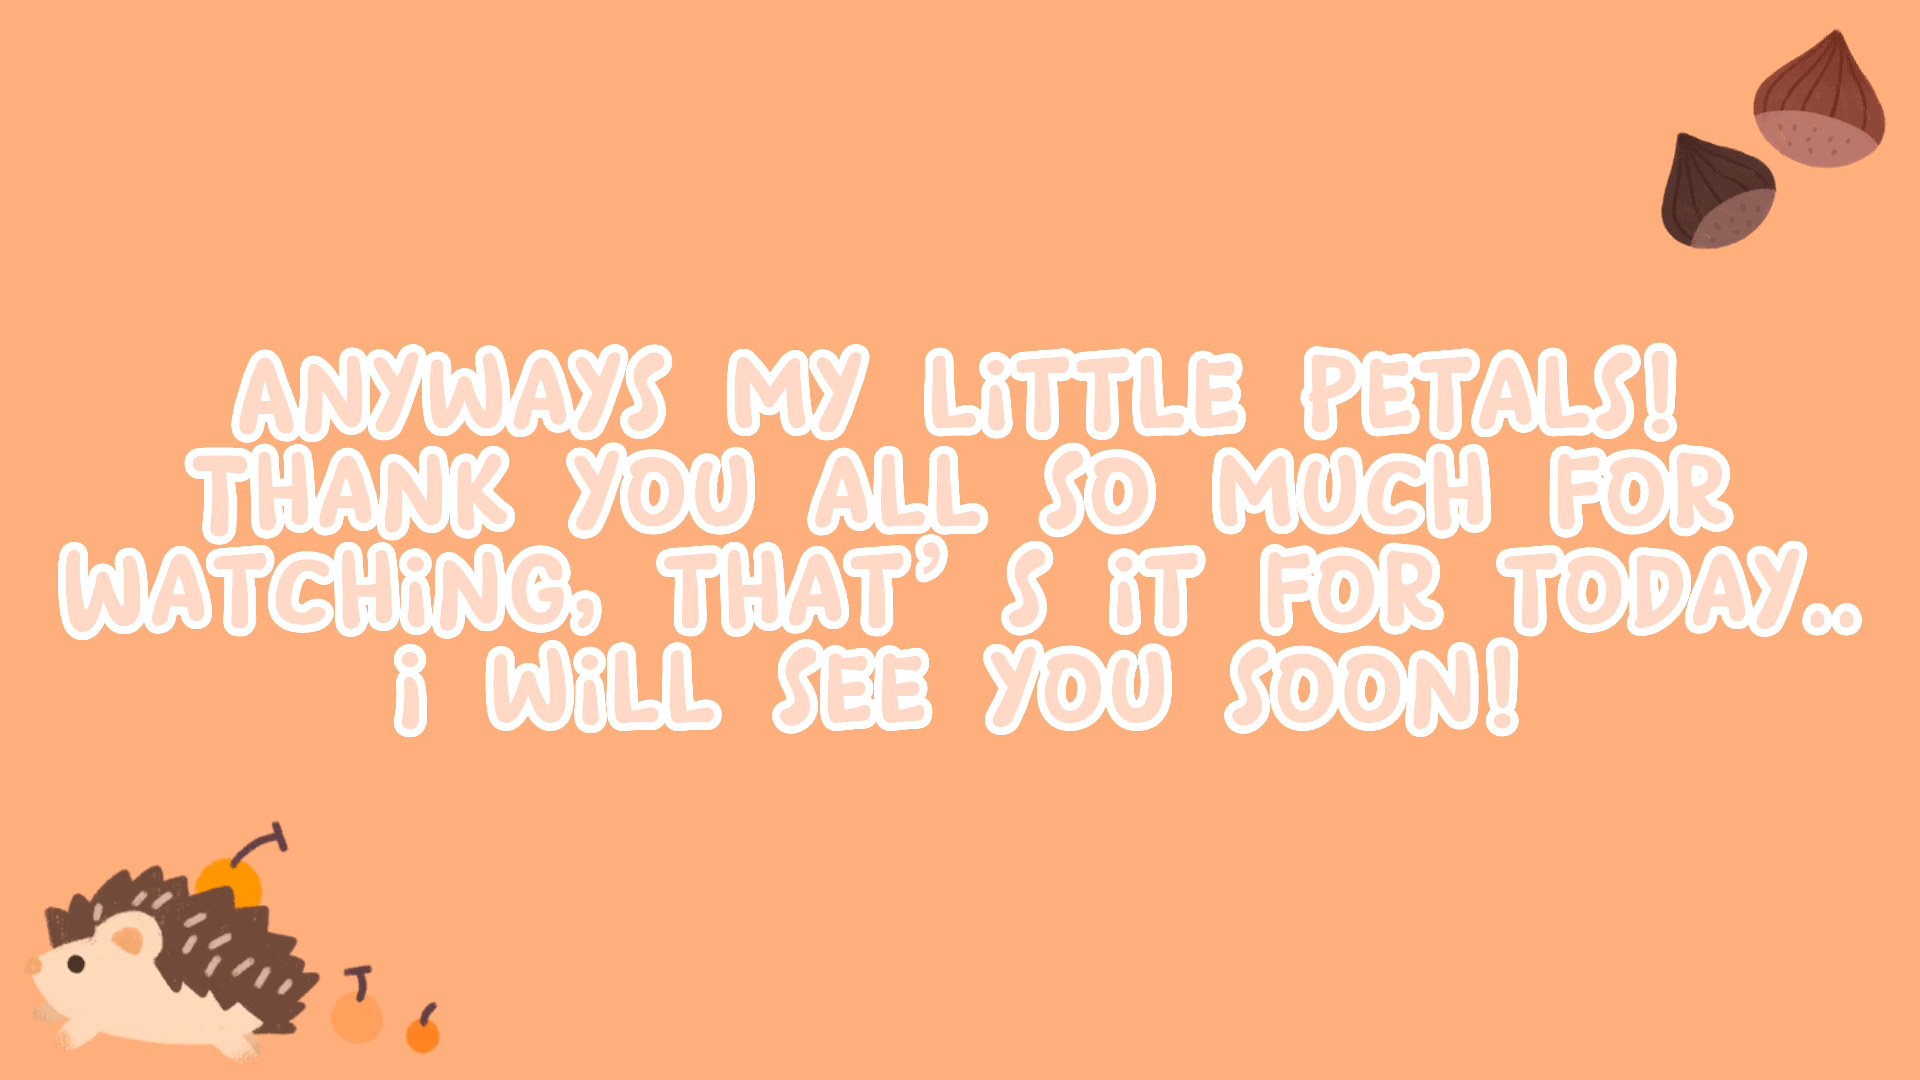 ANYWAYS MY LiTTLE PETALS!
THANK YOU ALL SO MUCH FOR
WATCHiNG, THAT’ S iT FOR TODAY..
i WiLL SEE YOU SOON!